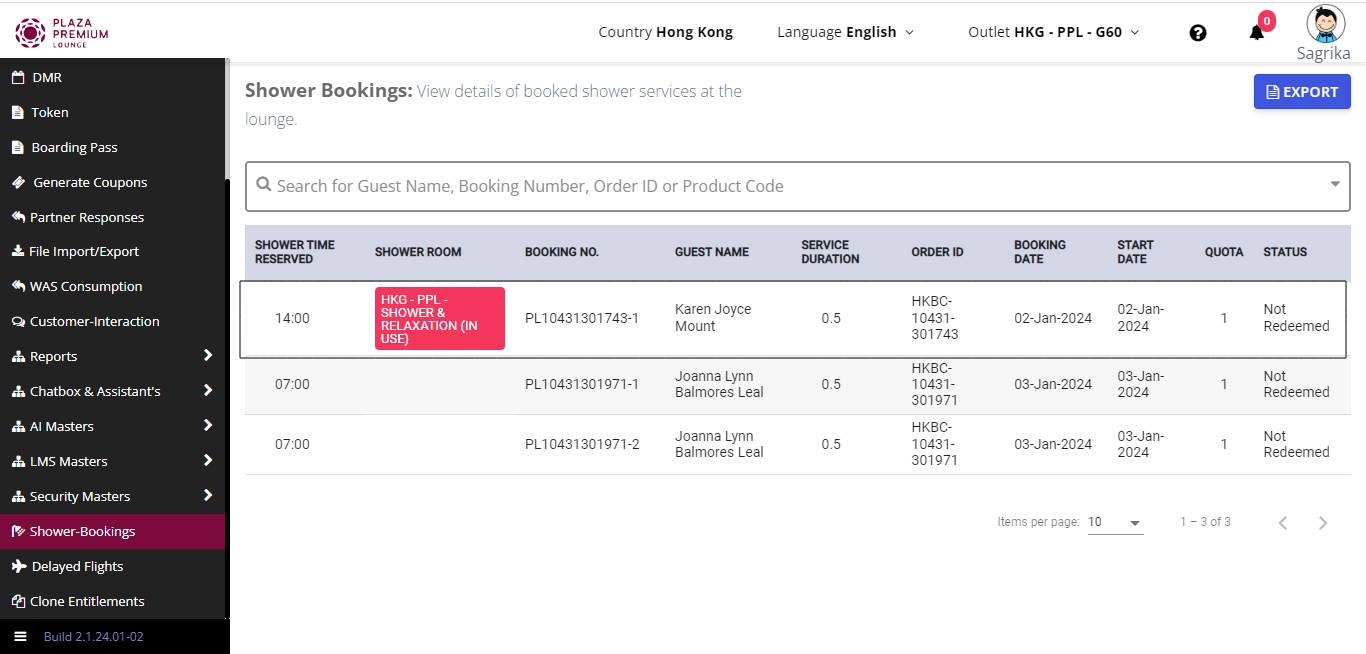 PLAZA
PREMIUM
LOUNGE
Country Hong Kong
Language English
Outlet HKG - PPL - G60
?
0
Sagrika
DMR
Token
Boarding Pass
Generate Coupons
Partner Responses
File Import/Export
WAS Consumption
Customer-Interaction
Reports
Chatbox & Assistant's
AI Masters
LMS Masters
Security Masters
Shower-Bookings
Delayed Flights
Clone Entitlements
Build 2.1.24.01-02
Shower Bookings: View details of booked shower services at the
lounge.
EXPORT
Search for Guest Name, Booking Number, Order ID or Product Code
SHOWER TIME
RESERVED
SHOWER ROOM
BOOKING NO.
GUEST NAME
SERVICE
DURATION
ORDER ID
BOOKING
DATE
START
DATE
QUOTA
STATUS
14:00
HKG - PPL -
SHOWER &
RELAXATION (IN
USE)
PL10431301743-1
Karen Joyce
Mount
0.5
HKBC-
10431-
301743
02-Jan-2024
02-Jan-
2024
1
Not
Redeemed
07:00
PL10431301971-1
Joanna Lynn
Balmores Leal
0.5
HKBC-
10431-
301971
03-Jan-2024
03-Jan-
2024
1
Not
Redeemed
07:00
PL10431301971-2
Joanna Lynn
Balmores Leal
0.5
HKBC-
10431-
301971
03-Jan-2024
03-Jan-
2024
1
Not
Redeemed
Items per page: 10
1 – 3 of 3